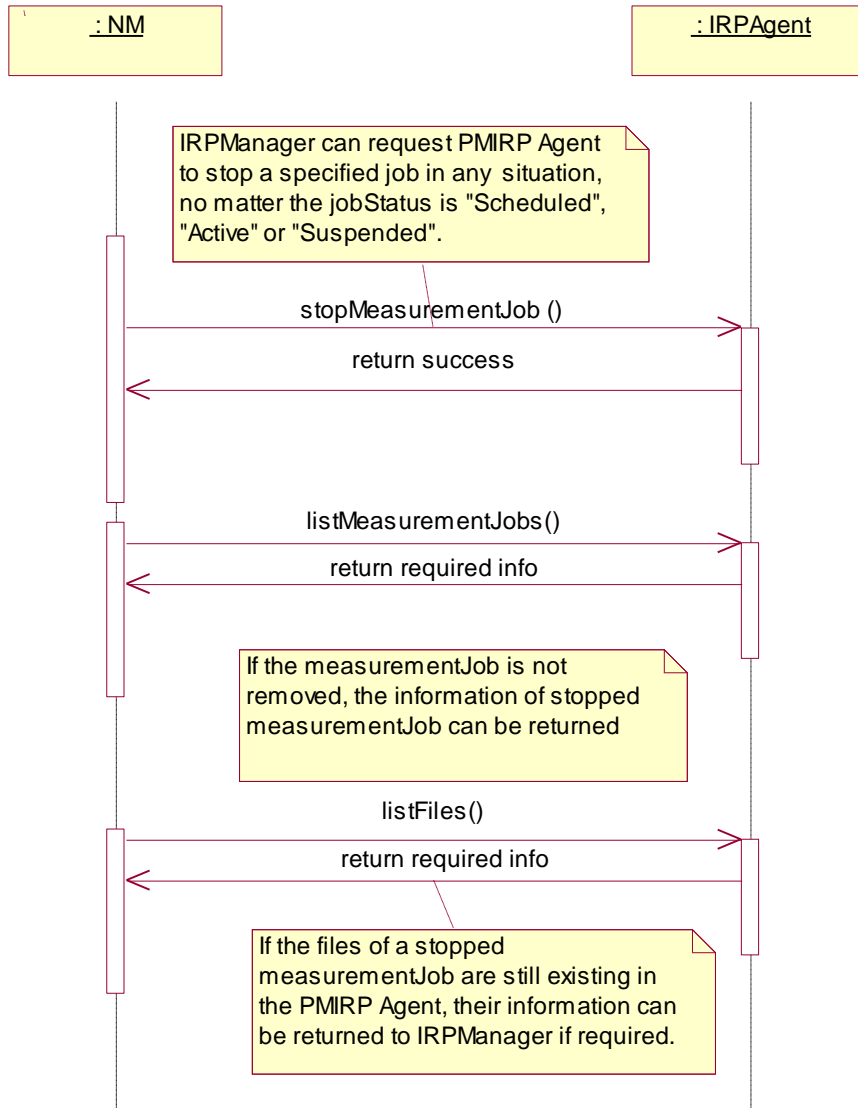 : NM
: IRPAgent
IRPManager can request PMIRP Agent
to stop a specified job in any situation,
no matter the jobStatus is "Scheduled",
"Active" or "Suspended".
stopMeasurementJob ()
return success
listMeasurementJobs()
return required info
If the measurementJob is not
removed, the information of stopped
measurementJob can be returned
listFiles()
return required info
If the files of a stopped
measurementJob are still existing in
the PMIRP Agent, their information can
be returned to IRPManager if required.